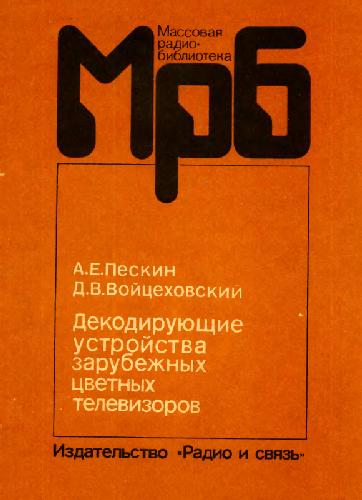 Массовая
радио-
библиотека
Мрб
А.Е.Пескин
Д.В.Войцеховский
Декодирующие
устройства
зарубежных
цветных
телевизоров
Издательство «Радио и связь»